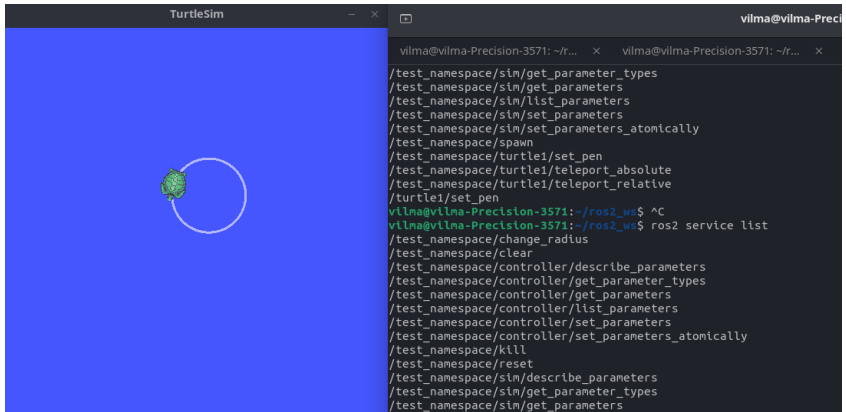 TurtleSim
vilma@vilma-Preci
vilma@vilma-Precision-3571: ~/r... × vilma@vilma-Precision-3571: ~/r... ×
/test_namespace/sim/get_parameter_types
/test_namespace/sim/get_parameters
/test_namespace/sim/list_parameters
/test_namespace/sim/set_parameters
/test_namespace/sim/set_parameters_atomically
/test_namespace/spawn
/test_namespace/turtle1/set_pen
/test_namespace/turtle1/teleport_absolute
/test_namespace/turtle1/teleport_relative
/turtle1/set_pen
vilma@vilma-Precision-3571:~/ros2_ws$ ^C
vilma@vilma-Precision-3571:~/ros2_ws$ ros2 service list
/test_namespace/change_radius
/test_namespace/clear
/test_namespace/controller/describe_parameters
/test_namespace/controller/get_parameter_types
/test_namespace/controller/get_parameters
/test_namespace/controller/list_parameters
/test_namespace/controller/set_parameters
/test_namespace/controller/set_parameters_atomically
/test_namespace/kill
/test_namespace/reset
/test_namespace/sim/describe_parameters
/test_namespace/sim/get_parameter_types
/test_namespace/sim/get_parameters